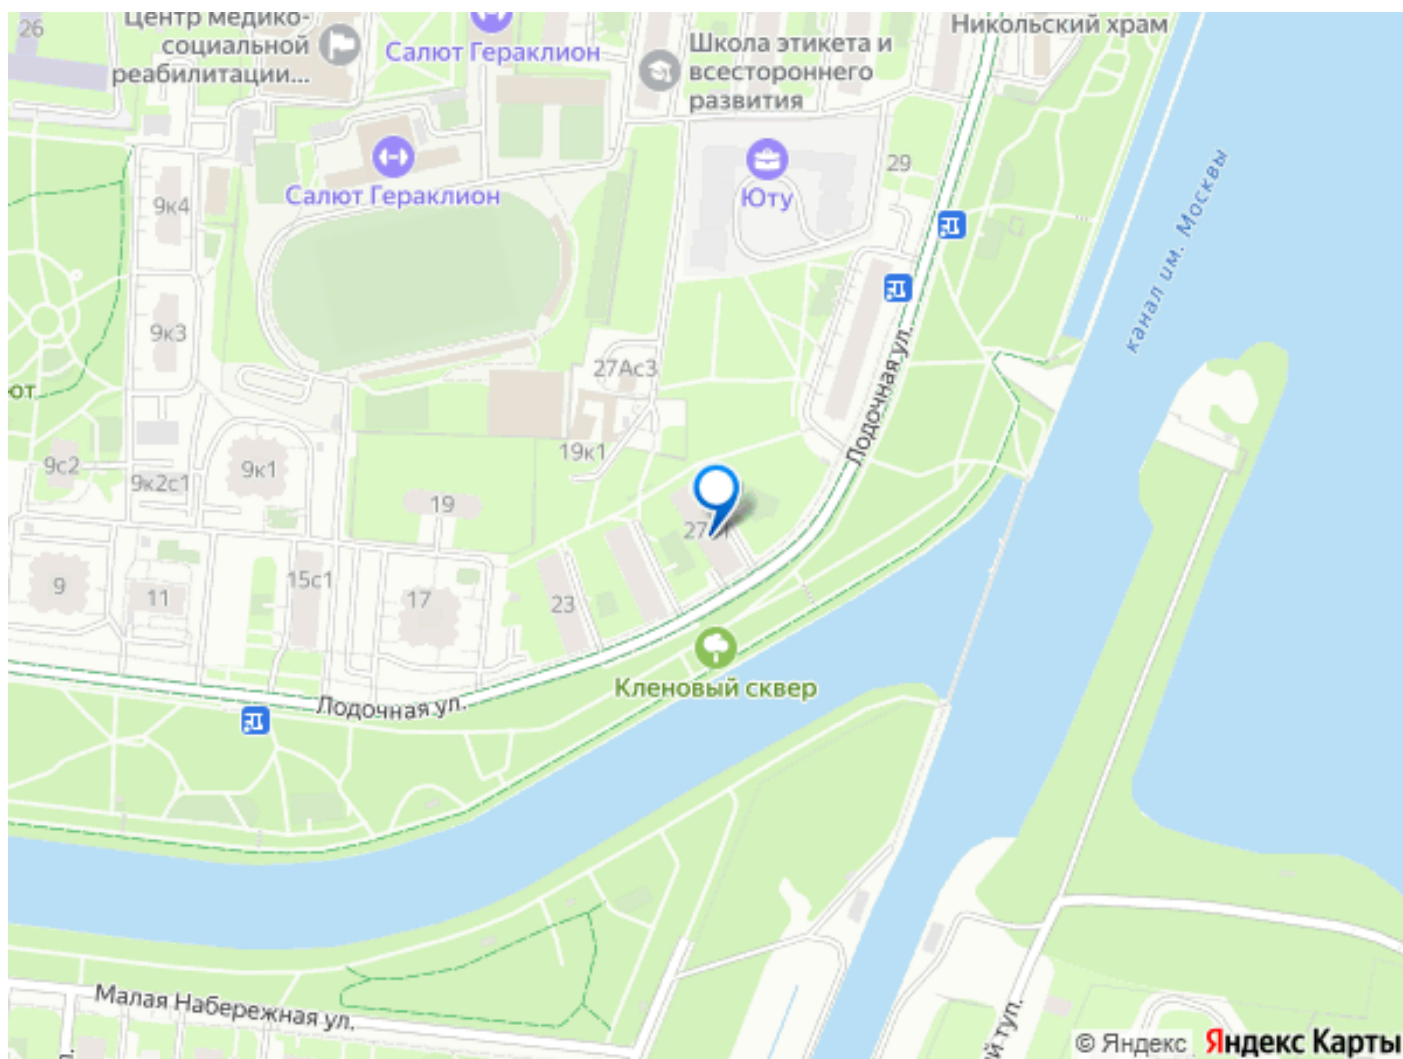 26
Центр медико-
социальной
реабилитации...
Салют Гераклион
Школа этикета и
всестороннего
развития
Никольский храм
Салют Гераклион
Юту
29
9к4
9к3
канал им. Москвы
27Ас3
Лодочная ул.
от
9с2
9к2с1
9к1
19к1
19
9
11
15с1
17
23
Кленовый сквер
Лодочная ул.
Малая Набережная ул.
© Яндекс Яндекс Карты